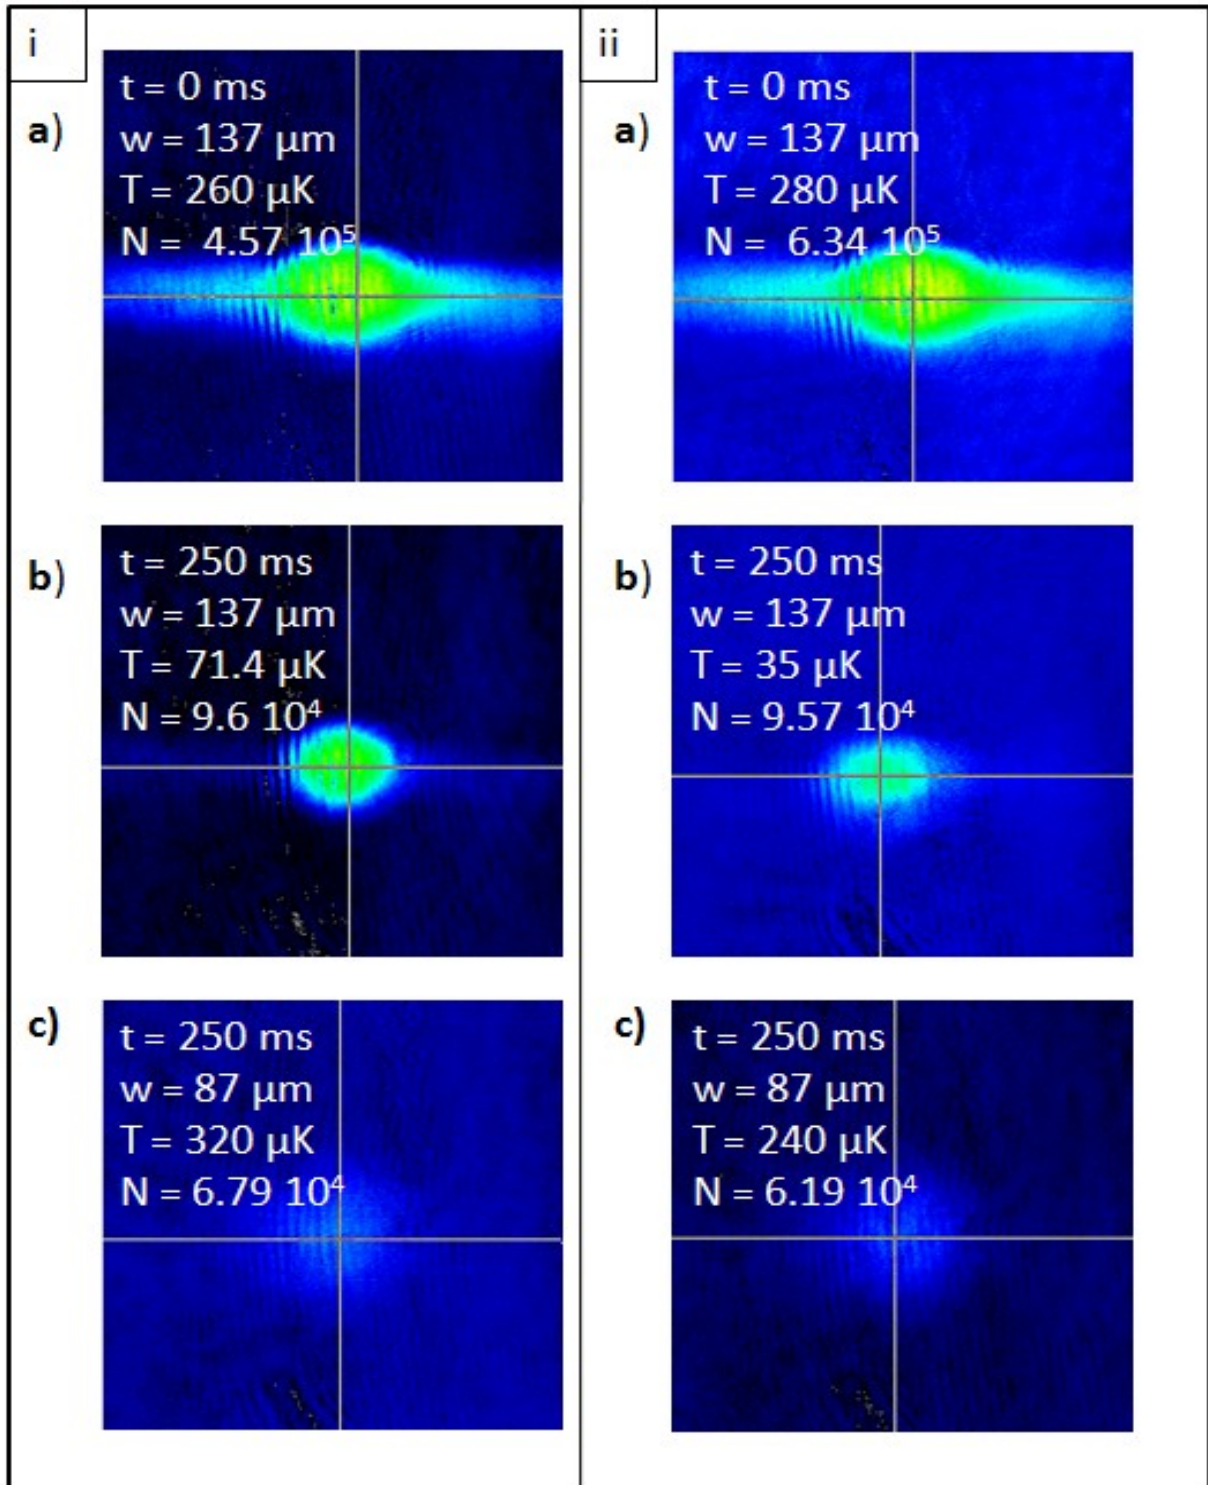 i
a)
t = 0 ms
w = 137 μm
T = 260 μK
N = 4.57 10⁵
b)
t = 250 ms
w = 137 μm
T = 71.4 μK
N = 9.6 10⁴
c)
t = 250 ms
w = 87 μm
T = 320 μK
N = 6.79 10⁴
ii
a)
t = 0 ms
w = 137 μm
T = 280 μK
N = 6.34 10⁵
b)
t = 250 ms
w = 137 μm
T = 35 μK
N = 9.57 10⁴
c)
t = 250 ms
w = 87 μm
T = 240 μK
N = 6.19 10⁴